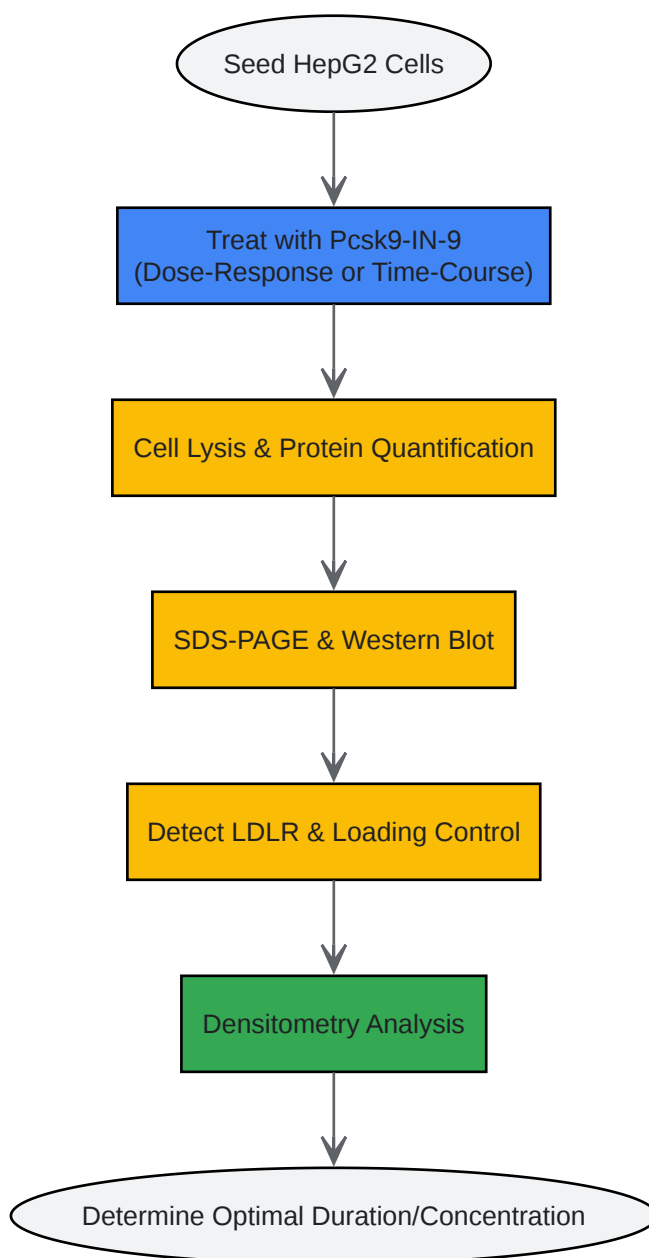 Seed HepG2 Cells
Treat with Pcsk9-IN-9
(Dose-Response or Time-Course)
Cell Lysis & Protein Quantification
SDS-PAGE & Western Blot
Detect LDLR & Loading Control
Densitometry Analysis
Determine Optimal Duration/Concentration